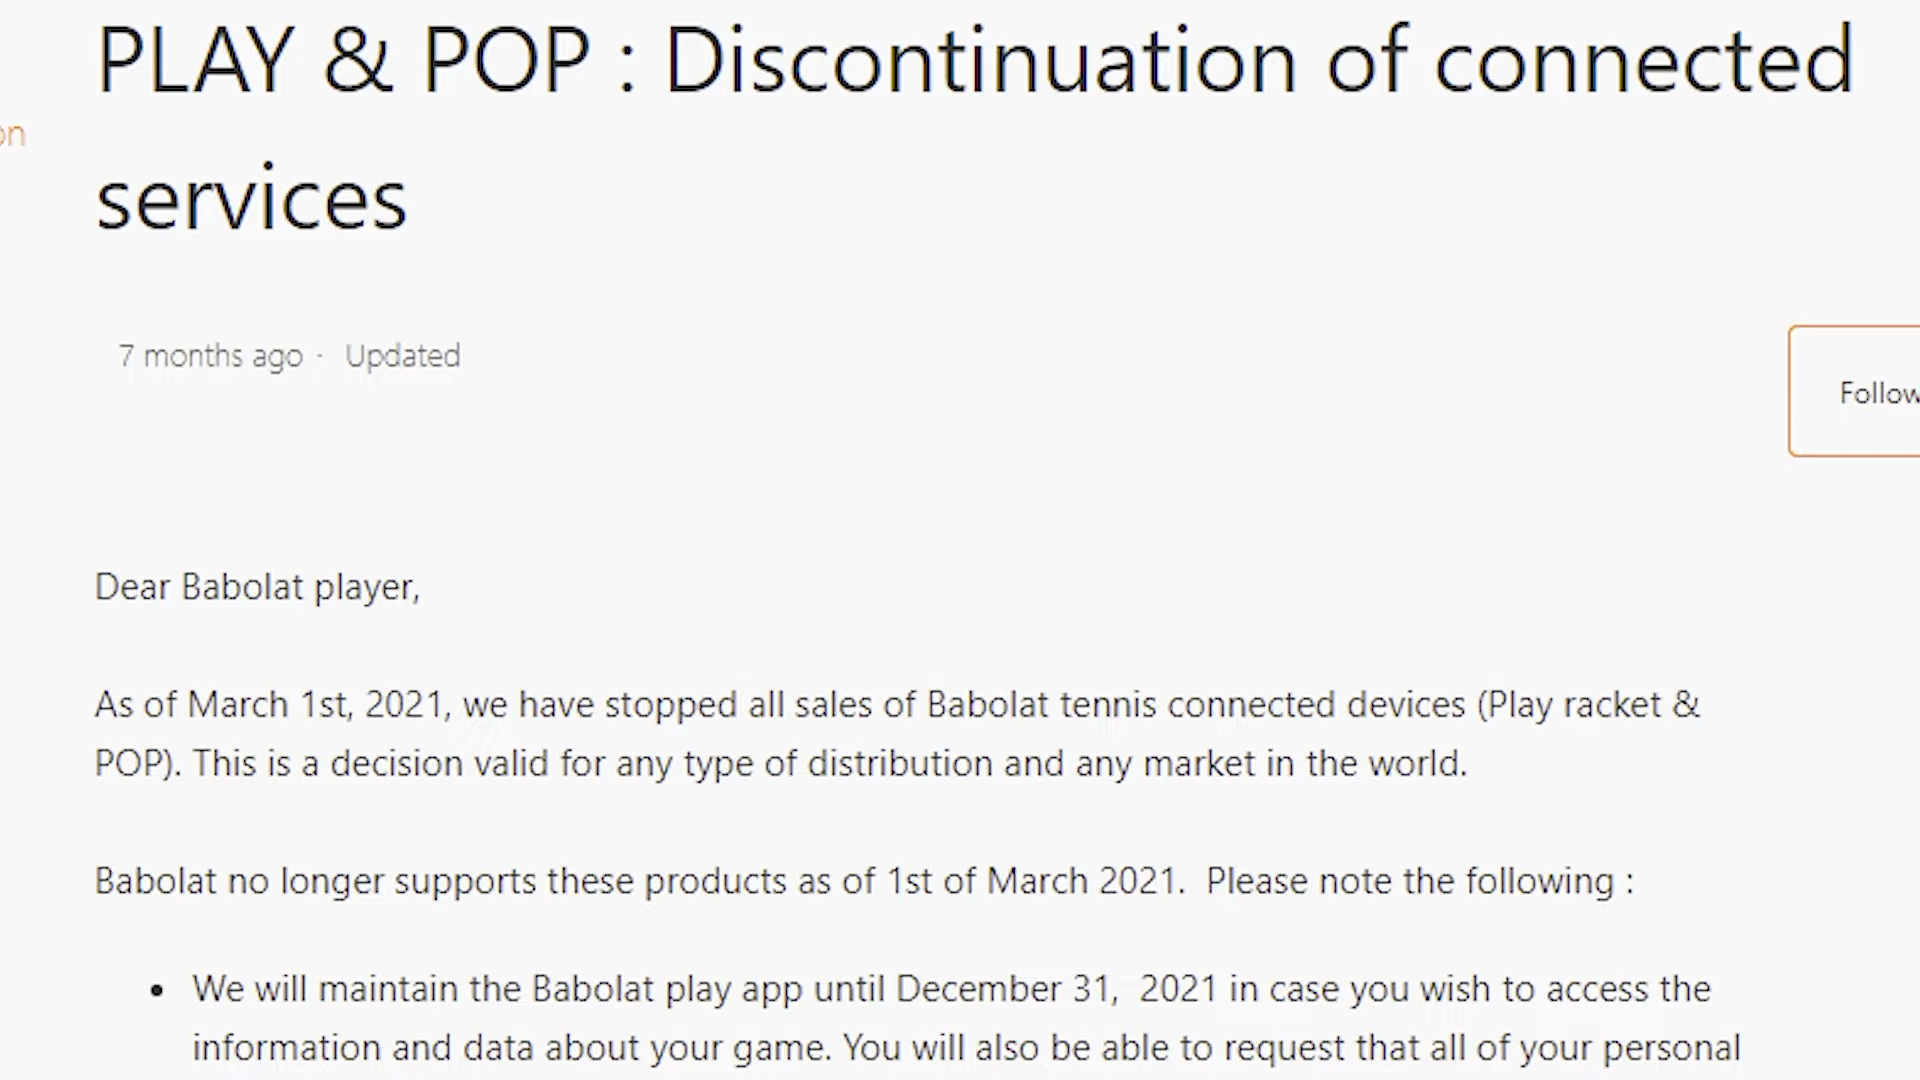 PLAY & POP : Discontinuation of connected
on
services
7 months ago · Updated
Follow
Dear Babolat player,
As of March 1st, 2021, we have stopped all sales of Babolat tennis connected devices (Play racket &
POP). This is a decision valid for any type of distribution and any market in the world.
Babolat no longer supports these products as of 1st of March 2021.  Please note the following :
• We will maintain the Babolat play app until December 31,  2021 in case you wish to access the
information and data about your game. You will also be able to request that all of your personal